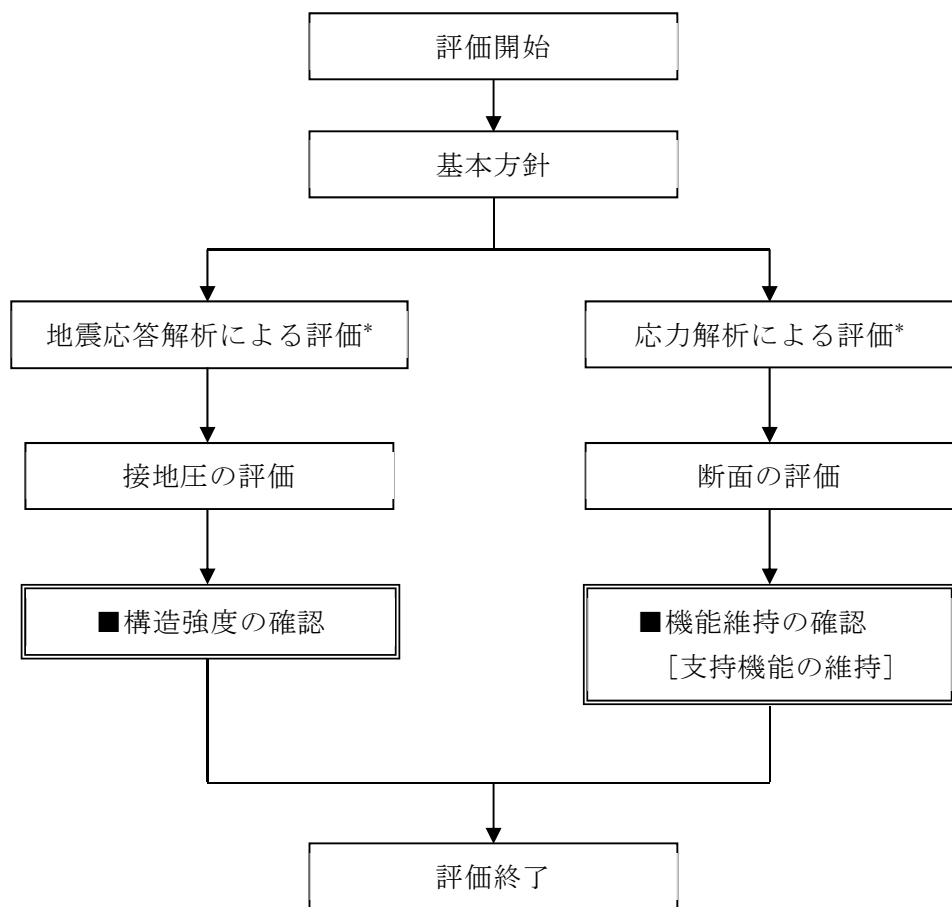 評価開始
基本方針
地震応答解析による評価*
応力解析による評価*
接地圧の評価
断面の評価
■構造強度の確認
■機能維持の確認
［支持機能の維持］
評価終了